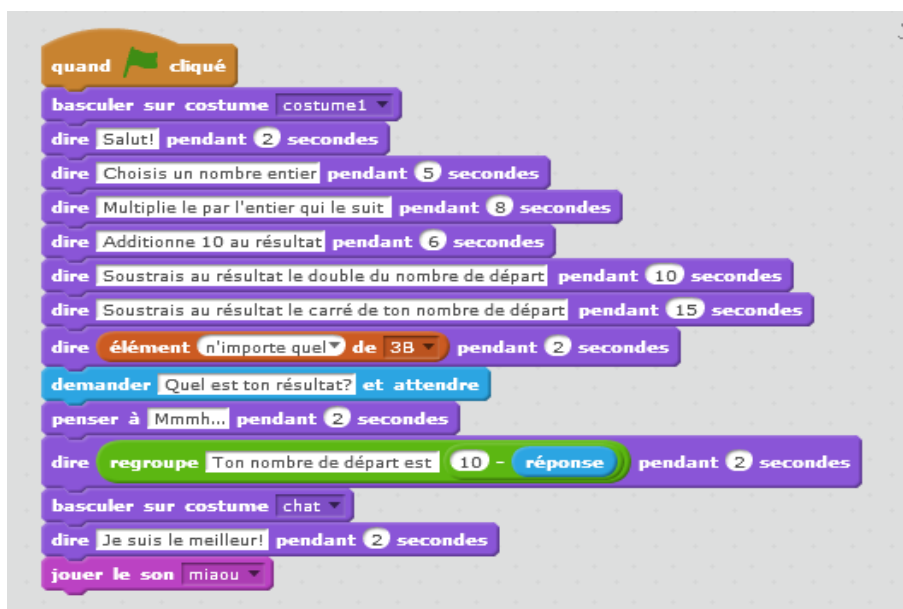 quand cliqué
basculer sur costume costume1
dire Salut! pendant 2 secondes
dire Choisis un nombre entier pendant 5 secondes
dire Multiplie le par l'entier qui le suit pendant 8 secondes
dire Additionne 10 au résultat pendant 6 secondes
dire Soustrais au résultat le double du nombre de départ pendant 10 secondes
dire Soustrais au résultat le carré de ton nombre de départ pendant 15 secondes
dire élément n'importe quel de 3B pendant 2 secondes
demander Quel est ton résultat? et attendre
penser à Mmmh... pendant 2 secondes
dire regroupe Ton nombre de départ est 10 - réponse pendant 2 secondes
basculer sur costume chat
dire Je suis le meilleur! pendant 2 secondes
jouer le son miaou